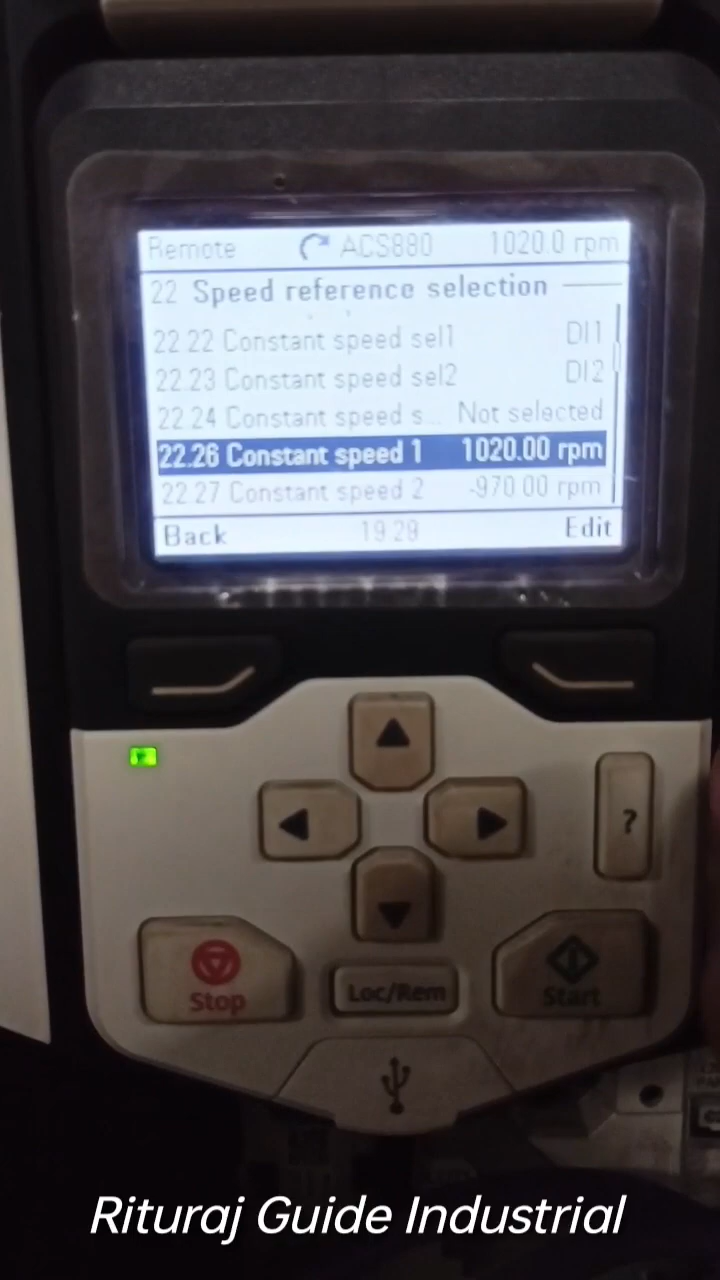 Remote ACS880 1020.0 rpm
22 Speed reference selection
22.22 Constant speed sel1 DI1
22.23 Constant speed sel2 DI2
22.24 Constant speed s... Not selected
22.26 Constant speed 1 1020.00 rpm
22.27 Constant speed 2 -970.00 rpm
Back 19:29 Edit
?
Stop Loc/Rem Start
Rituraj Guide Industrial